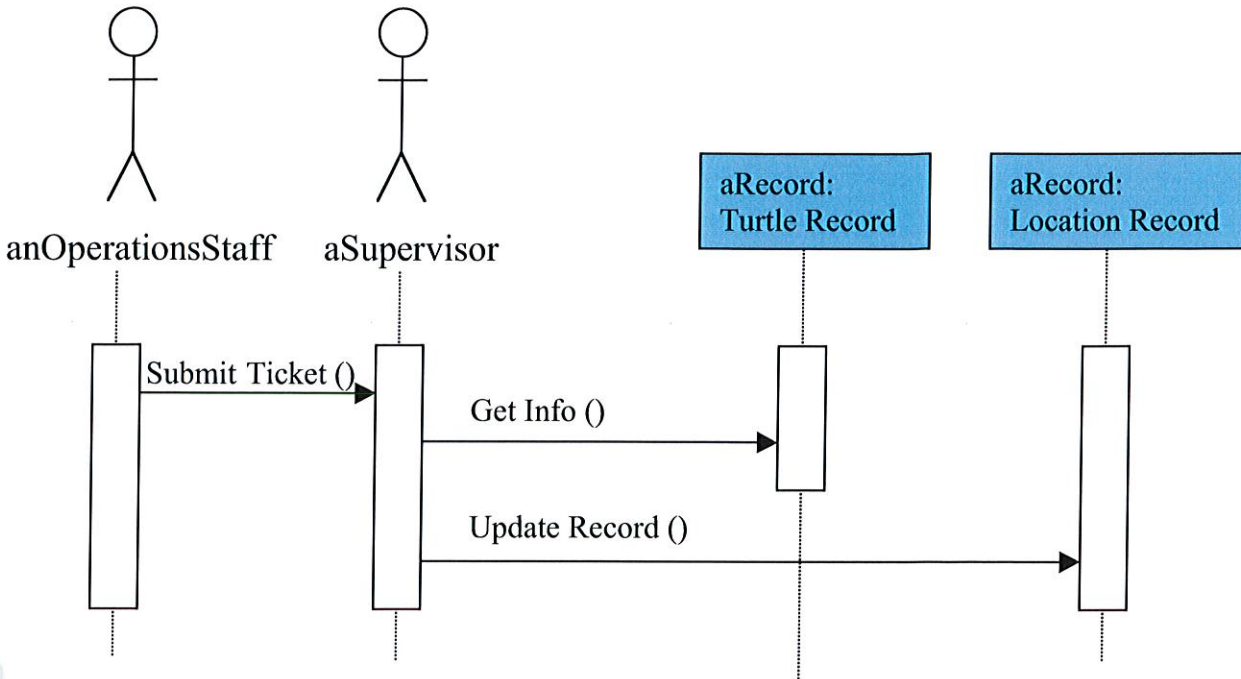 aRecord:
Turtle Record
aRecord:
Location Record
anOperationsStaff
aSupervisor
Submit Ticket ()
Get Info ()
Update Record ()